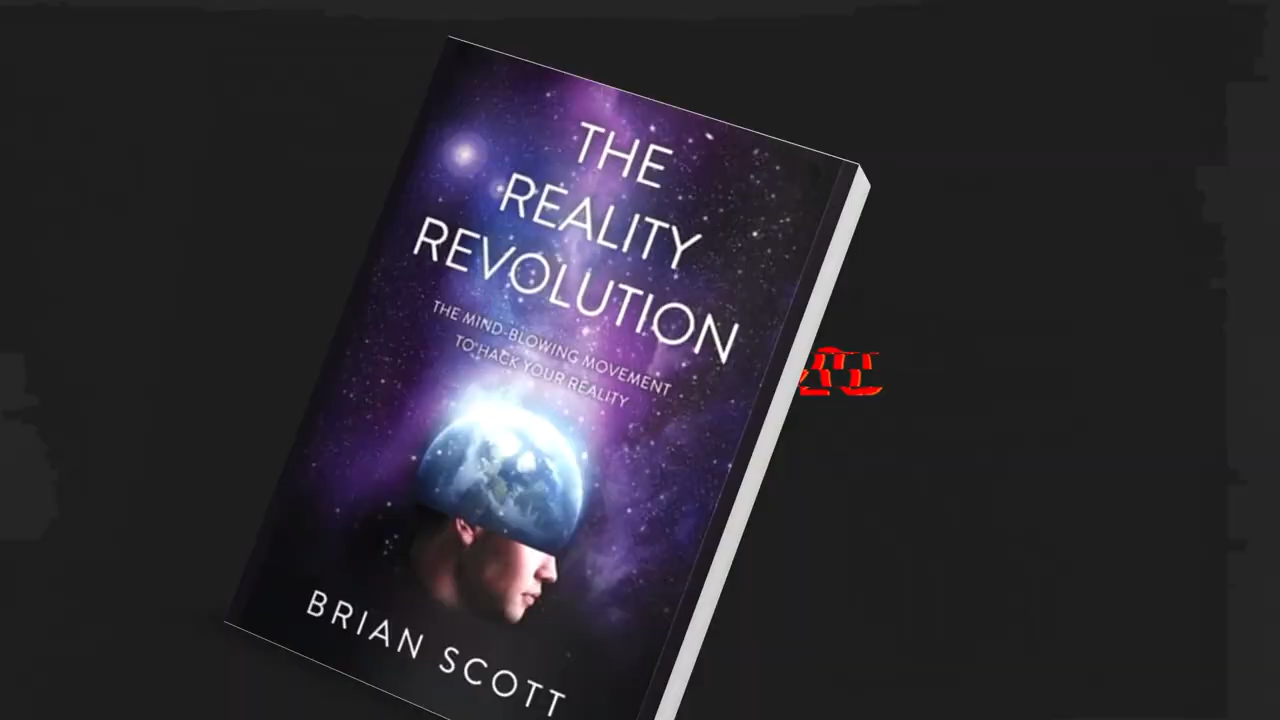 THE
REALITY
REVOLUTION
THE MIND-BLOWING MOVEMENT
TO HACK YOUR REALITY
BRIAN SCOTT